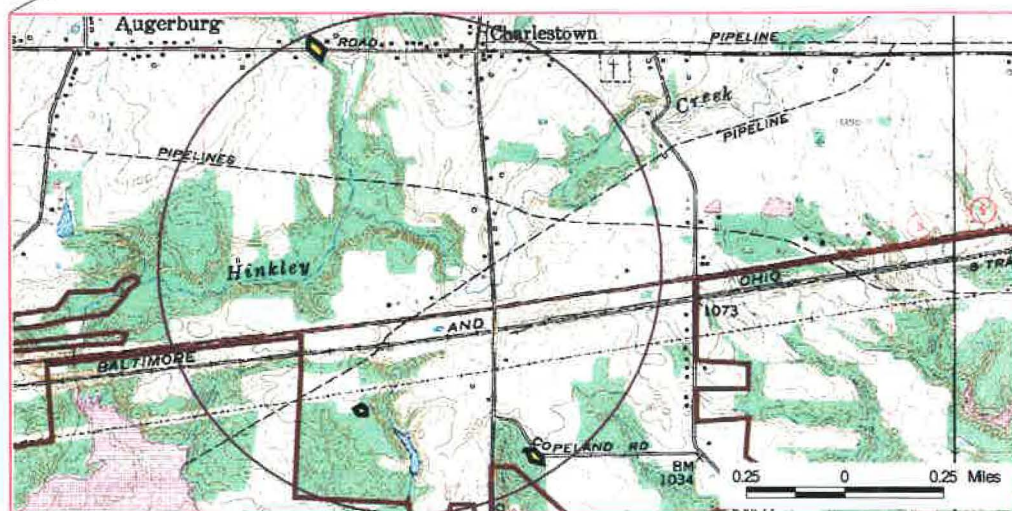 Augerburg
Charlestown
ROAD
PIPELINE
Creek
PIPELINE
PIPELINES
Hinkley
OHIO
AND
BALTIMORE
1073
COPELAND RD
BM
1034
0.25 0 0.25 Miles